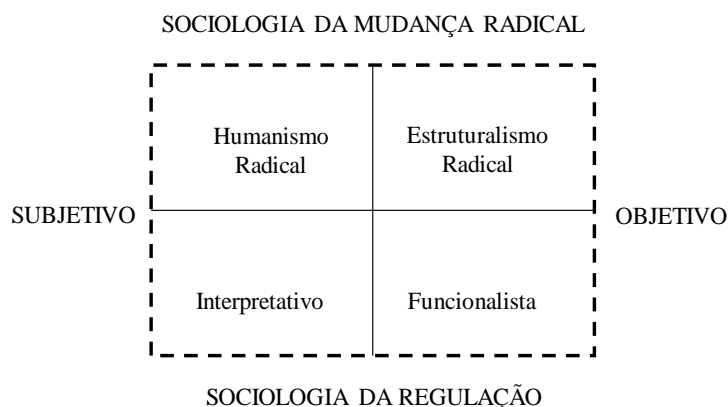 SOCIOLOGIA DA MUDANÇA RADICAL
Humanismo
Radical
Estruturalismo
Radical
SUBJETIVO
OBJETIVO
Interpretativo
Funcionalista
SOCIOLOGIA DA REGULAÇÃO